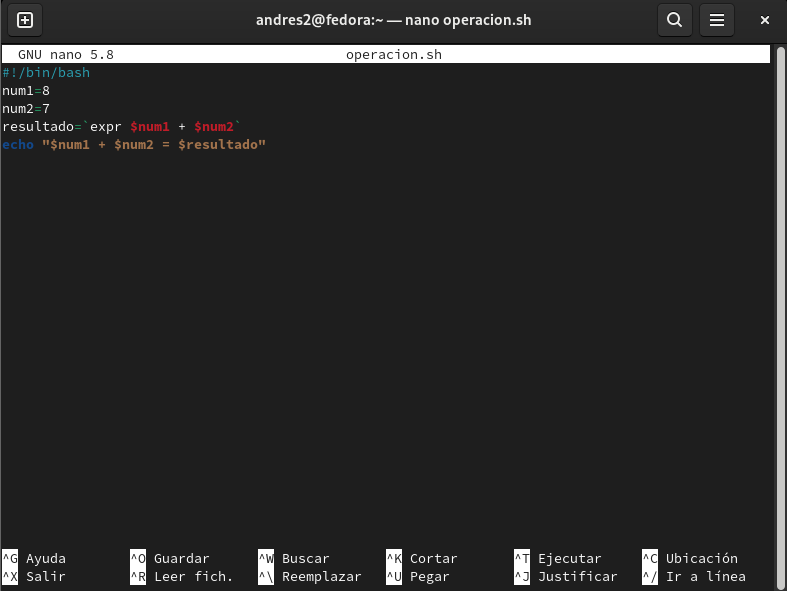 andres2@fedora:~ — nano operacion.sh
GNU nano 5.8 operacion.sh
#!/bin/bash
num1=8
num2=7
resultado=`expr $num1 + $num2`
echo "$num1 + $num2 = $resultado"
^G Ayuda ^O Guardar ^W Buscar ^K Cortar ^T Ejecutar ^C Ubicación
^X Salir ^R Leer fich. ^\ Reemplazar ^U Pegar ^J Justificar ^/ Ir a línea